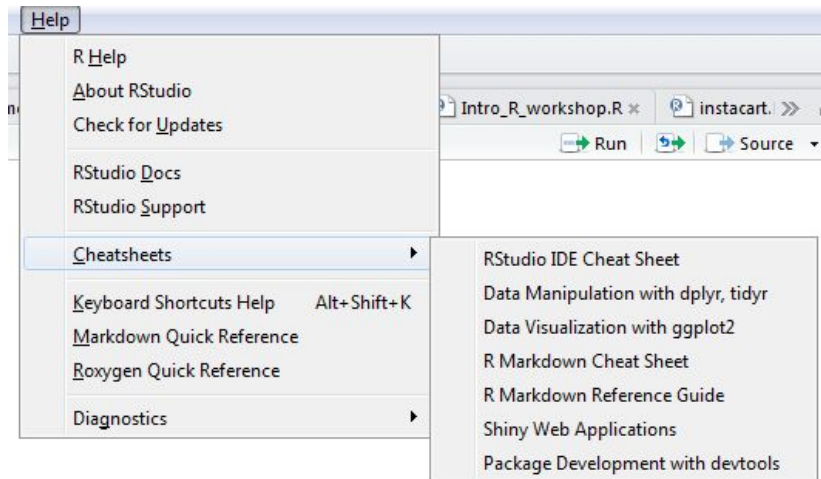 Help
R Help
About RStudio
Check for Updates
RStudio Docs
RStudio Support
Cheatsheets
Keyboard Shortcuts Help Alt+Shift+K
Markdown Quick Reference
Roxygen Quick Reference
Diagnostics
Intro_R_workshop.R
instacart.
Run
Source
RStudio IDE Cheat Sheet
Data Manipulation with dplyr, tidyr
Data Visualization with ggplot2
R Markdown Cheat Sheet
R Markdown Reference Guide
Shiny Web Applications
Package Development with devtools